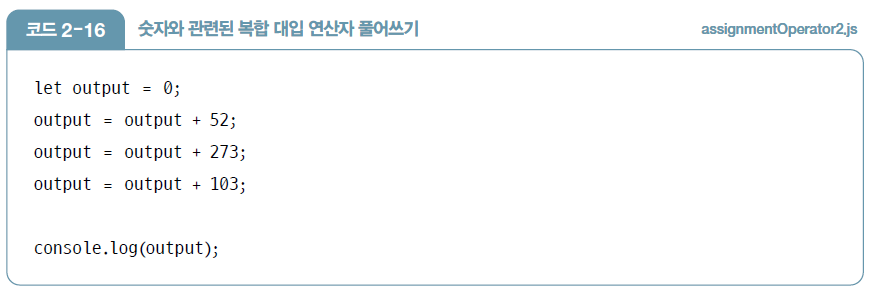 코드 2-16 숫자와 관련된 복합 대입 연산자 풀어쓰기 assignmentOperator2.js
let output = 0;
output = output + 52;
output = output + 273;
output = output + 103;
console.log(output);